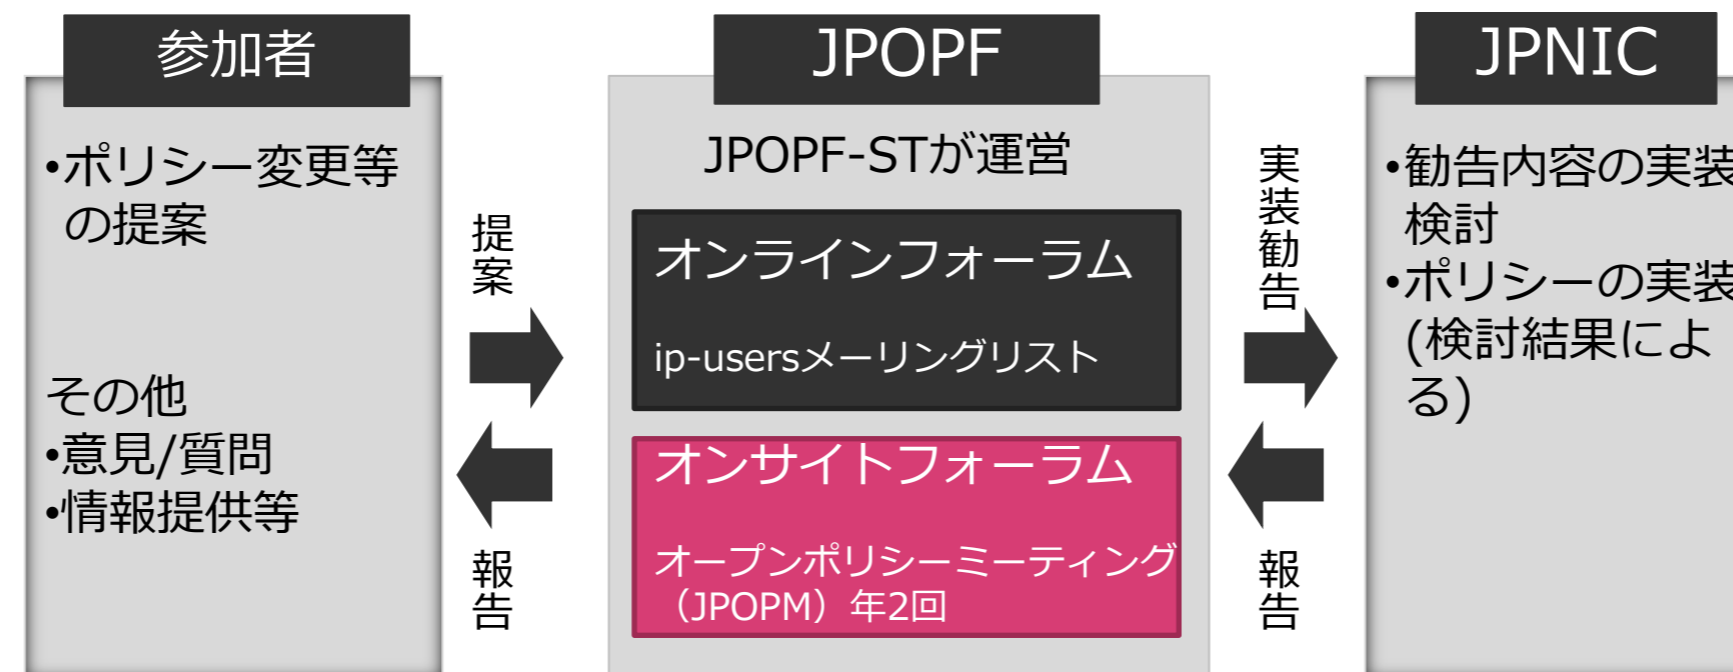 参加者
•ポリシー変更等
の提案
その他
•意見/質問
•情報提供等
提案
報告
JPOPF
JPOPF-STが運営
オンラインフォーラム
ip-usersメーリングリスト
オンサイトフォーラム
オープンポリシーミーティング
（JPOPM）年2回
実装勧告
報告
JPNIC
•勧告内容の実装
検討
•ポリシーの実装
(検討結果によ
る)